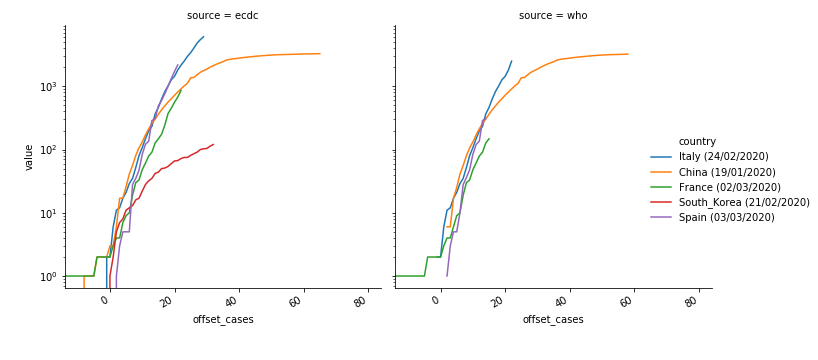 source = ecdc
source = who
value
10³
10²
10¹
10⁰
0
20
40
60
80
offset_cases
0
20
40
60
80
offset_cases
country
Italy (24/02/2020)
China (19/01/2020)
France (02/03/2020)
South_Korea (21/02/2020)
Spain (03/03/2020)